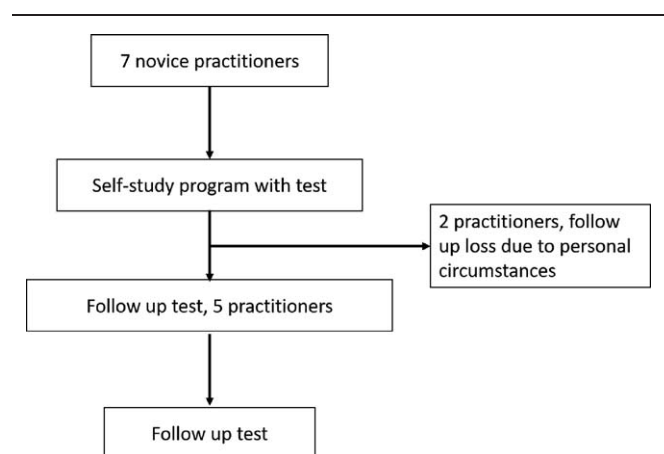 7 novice practitioners
Self-study program with test
2 practitioners, follow
up loss due to personal
circumstances
Follow up test, 5 practitioners
Follow up test